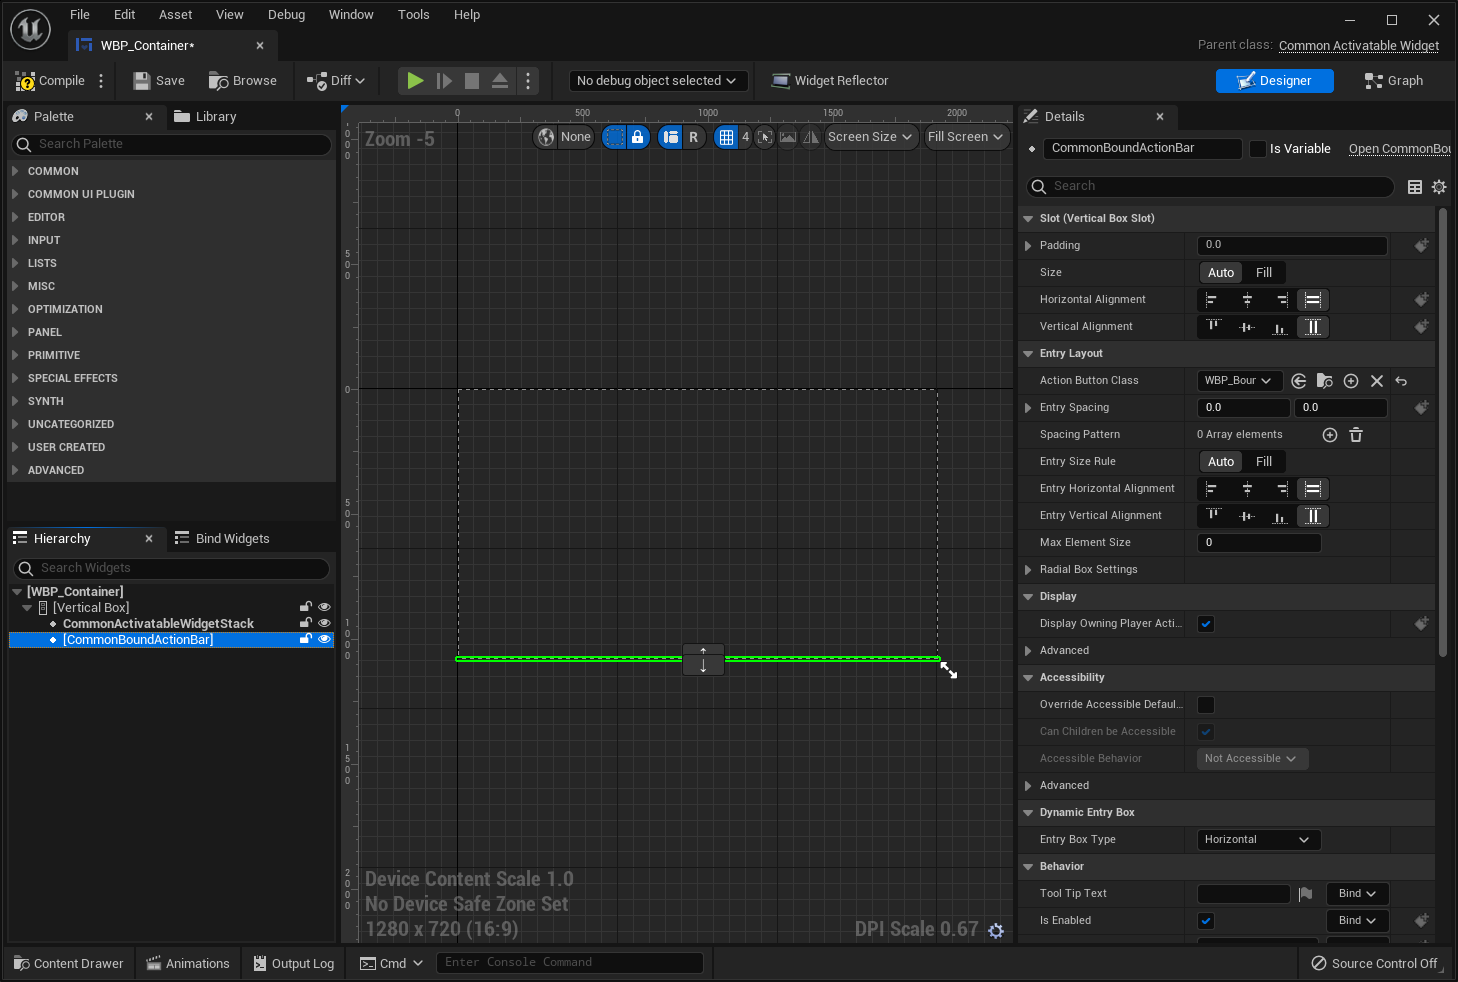 File Edit Asset View Debug Window Tools Help
WBP_Container*
Parent class: Common Activatable Widget
Compile Save Browse Diff No debug object selected Widget Reflector Designer Graph
Palette Library
Search Palette
COMMON
COMMON UI PLUGIN
EDITOR
INPUT
LISTS
MISC
OPTIMIZATION
PANEL
PRIMITIVE
SPECIAL EFFECTS
SYNTH
UNCATEGORIZED
USER CREATED
ADVANCED
Hierarchy Bind Widgets
Search Widgets
[WBP_Container]
[Vertical Box]
CommonActivatableWidgetStack
[CommonBoundActionBar]
0 500 1000 1500 2000
Zoom -5 None R 4 Screen Size Fill Screen
0
500
0
500
1000
1500
2000
Device Content Scale 1.0
No Device Safe Zone Set
1280 x 720 (16:9) DPI Scale 0.67
Details
CommonBoundActionBar Is Variable Open CommonBou
Search
Slot (Vertical Box Slot)
Padding 0.0
Size Auto Fill
Horizontal Alignment
Vertical Alignment
Entry Layout
Action Button Class WBP_Bour
Entry Spacing 0.0 0.0
Spacing Pattern 0 Array elements
Entry Size Rule Auto Fill
Entry Horizontal Alignment
Entry Vertical Alignment
Max Element Size 0
Radial Box Settings
Display
Display Owning Player Acti...
Advanced
Accessibility
Override Accessible Defaul...
Can Children be Accessible
Accessible Behavior Not Accessible
Advanced
Dynamic Entry Box
Entry Box Type Horizontal
Behavior
Tool Tip Text Bind
Is Enabled Bind
Content Drawer Animations Output Log Cmd Enter Console Command Source Control Off